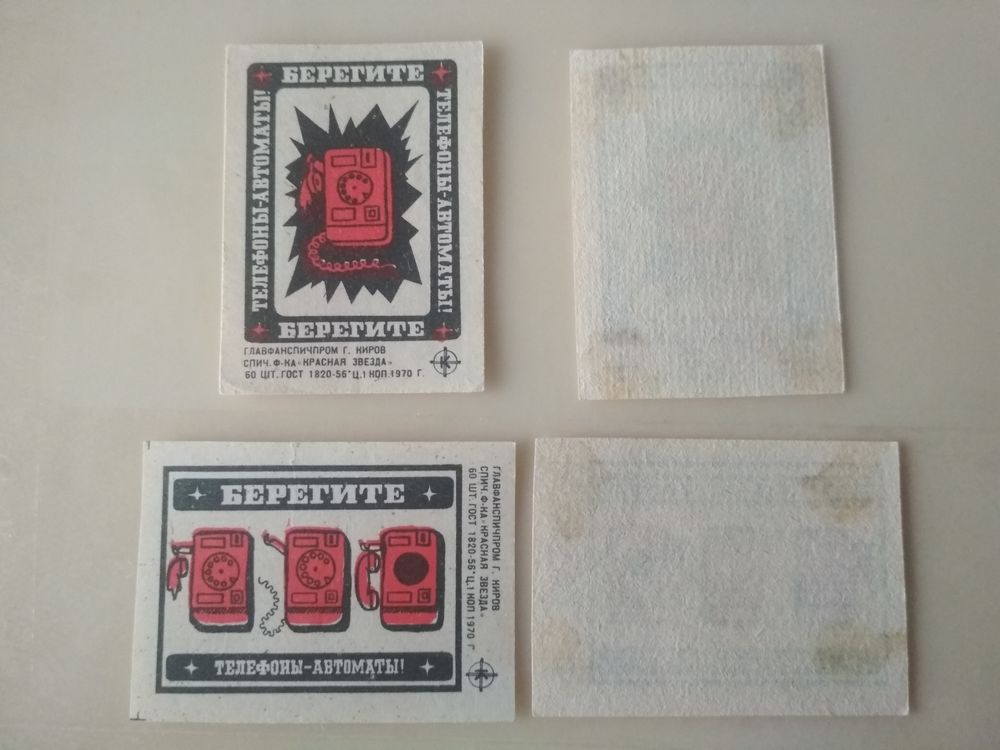 БЕРЕГИТЕ
ТЕЛЕФОНЫ-АВТОМАТЫ!
ТЕЛЕФОНЫ-АВТОМАТЫ!
БЕРЕГИТЕ
ГЛАВФАНСПИЧПРОМ Г. КИРОВ
СПИЧ. Ф-КА «КРАСНАЯ ЗВЕЗДА»
60 ШТ. ГОСТ 1820-56* Ц. 1 КОП. 1970 Г.
К
БЕРЕГИТЕ
ТЕЛЕФОНЫ-АВТОМАТЫ!
ГЛАВФАНСПИЧПРОМ Г. КИРОВ
СПИЧ. Ф-КА «КРАСНАЯ ЗВЕЗДА»
60 ШТ. ГОСТ 1820-56* Ц. 1 КОП. 1970 Г.
К